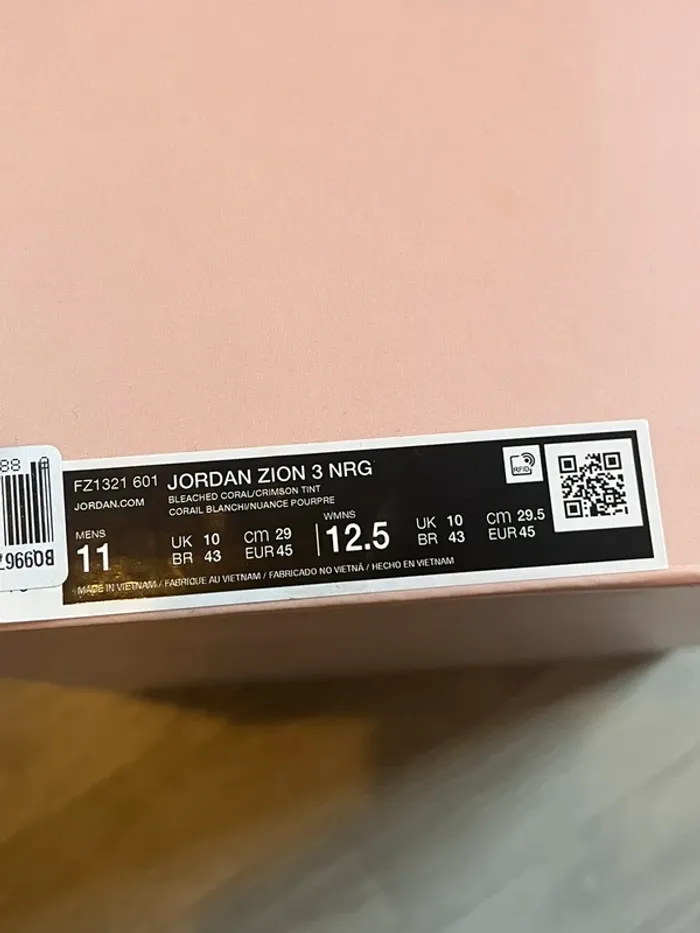 88
FZ1321 601 JORDAN ZION 3 NRG
JORDAN.COM
BLEACHED CORAL/CRIMSON TINT
CORAIL BLANCHI/NUANCE POURPRE
MENS
11
UK 10
BR 43
cm 29
EUR 45
WMNS
12.5
UK 10
BR 43
cm 29.5
EUR 45
MADE IN VIETNAM / FABRIQUE AU VIETNAM / FABRICADO NO VIETNÃ / HECHO EN VIETNAM
RFID